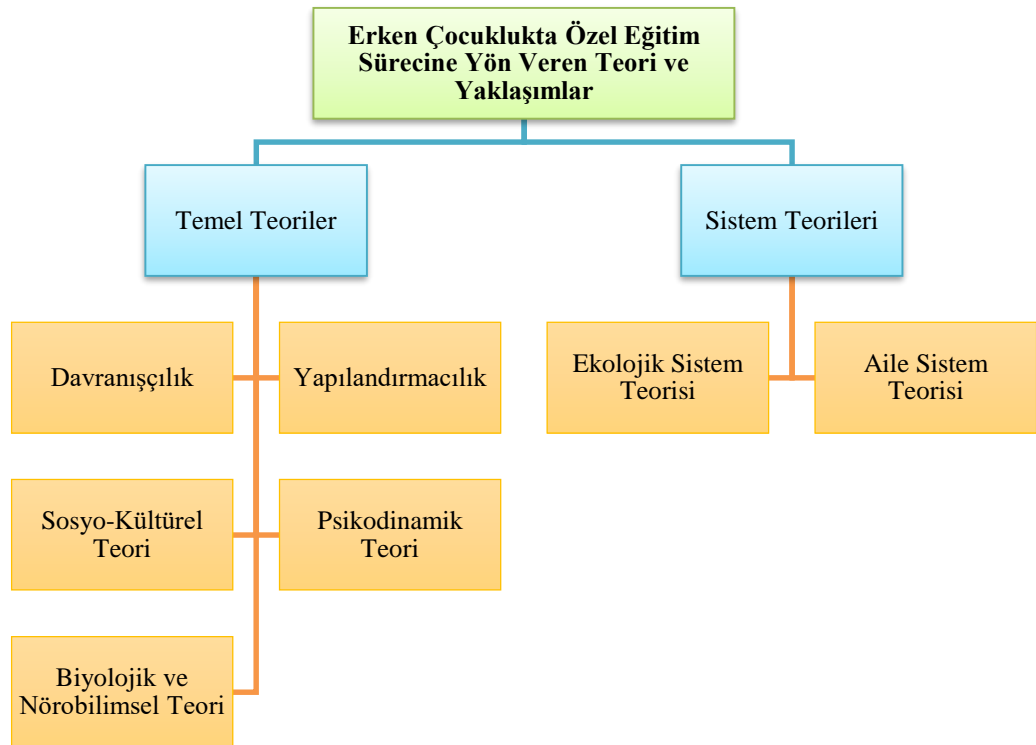 Erken Çocuklukta Özel Eğitim
Sürecine Yön Veren Teori ve
Yaklaşımlar
Temel Teoriler
Sistem Teorileri
Davranışçılık
Yapılandırmacılık
Ekolojik Sistem
Teorisi
Aile Sistem
Teorisi
Sosyo-Kültürel
Teori
Psikodinamik
Teori
Biyolojik ve
Nörobilimsel Teori